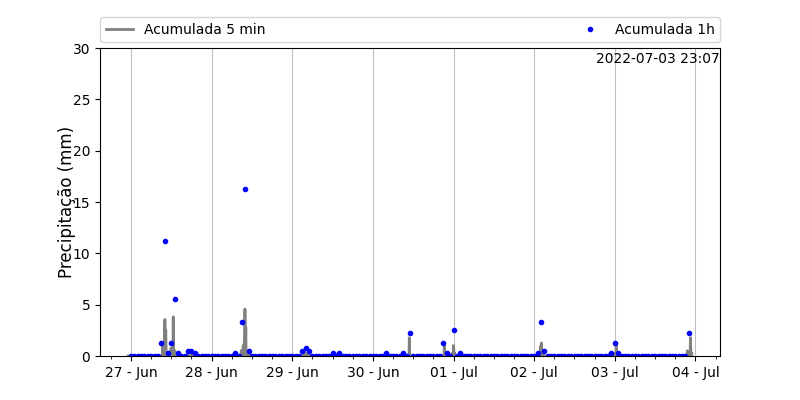 Acumulada 5 min
Acumulada 1h
2022-07-03 23:07
Precipitação (mm)
30
25
20
15
10
5
0
27 - Jun
28 - Jun
29 - Jun
30 - Jun
01 - Jul
02 - Jul
03 - Jul
04 - Jul